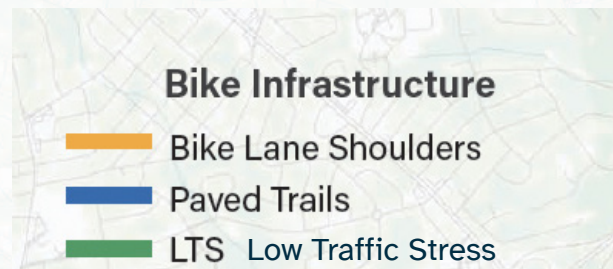 Bike Infrastructure
Bike Lane Shoulders
Paved Trails
LTS Low Traffic Stress